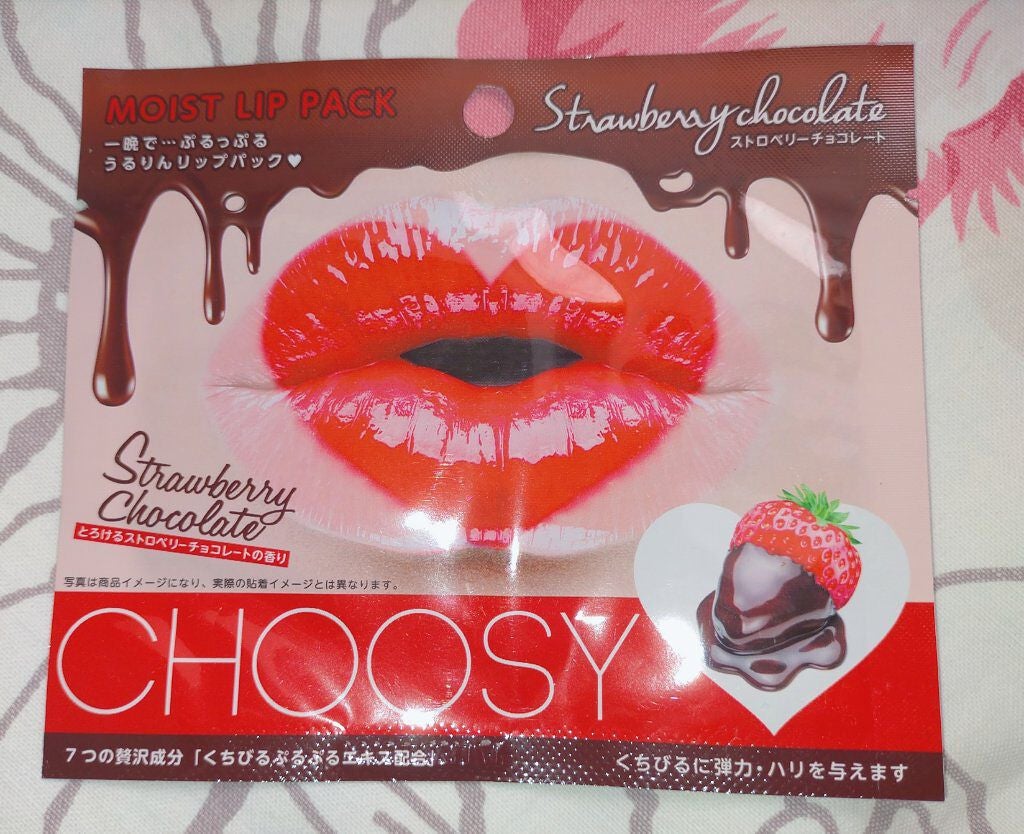 MOIST LIP PACK
一晩で…ぷるっぷる
うるりんリップパック♥
Strawberry chocolate
ストロベリーチョコレート
Strawberry
Chocolate
とろけるストロベリーチョコレートの香り
写真は商品イメージになり、実際の貼着イメージとは異なります。
CHOOSY
7つの贅沢成分「くちびるぷるぷるエキス配合」
くちびるに弾力・ハリを与えます